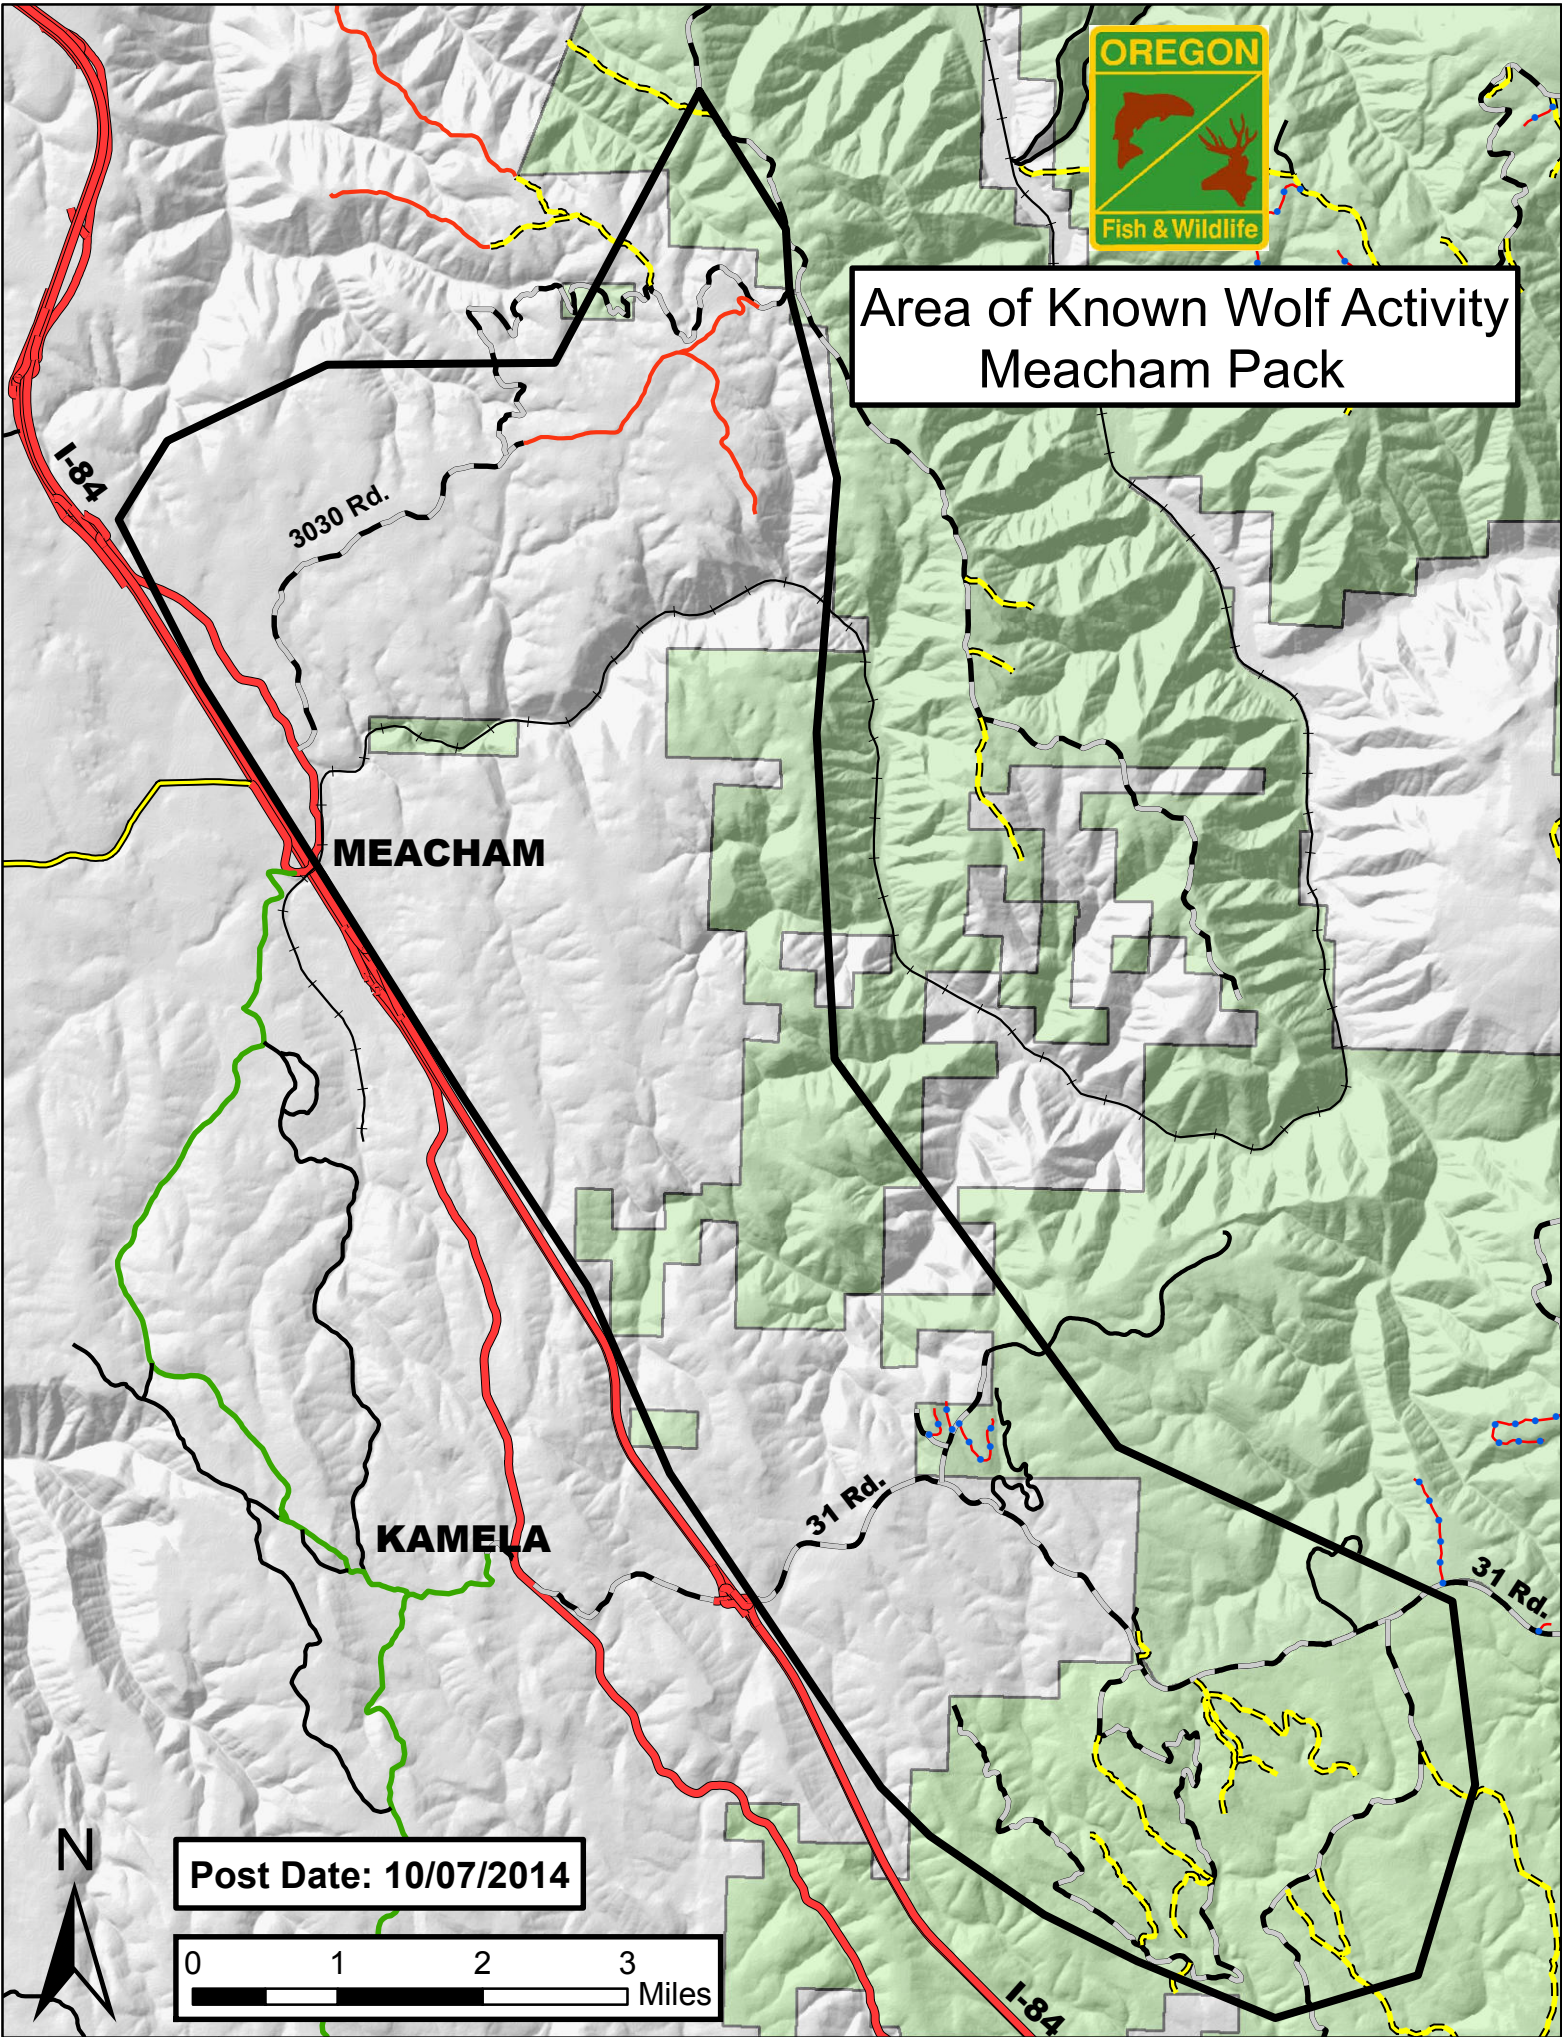 OREGON
Fish & Wildlife
Area of Known Wolf Activity
Meacham Pack
I-84
3030 Rd.
MEACHAM
31 Rd.
KAMELA
31 Rd.
N
Post Date: 10/07/2014
0 1 2 3
Miles
I-84